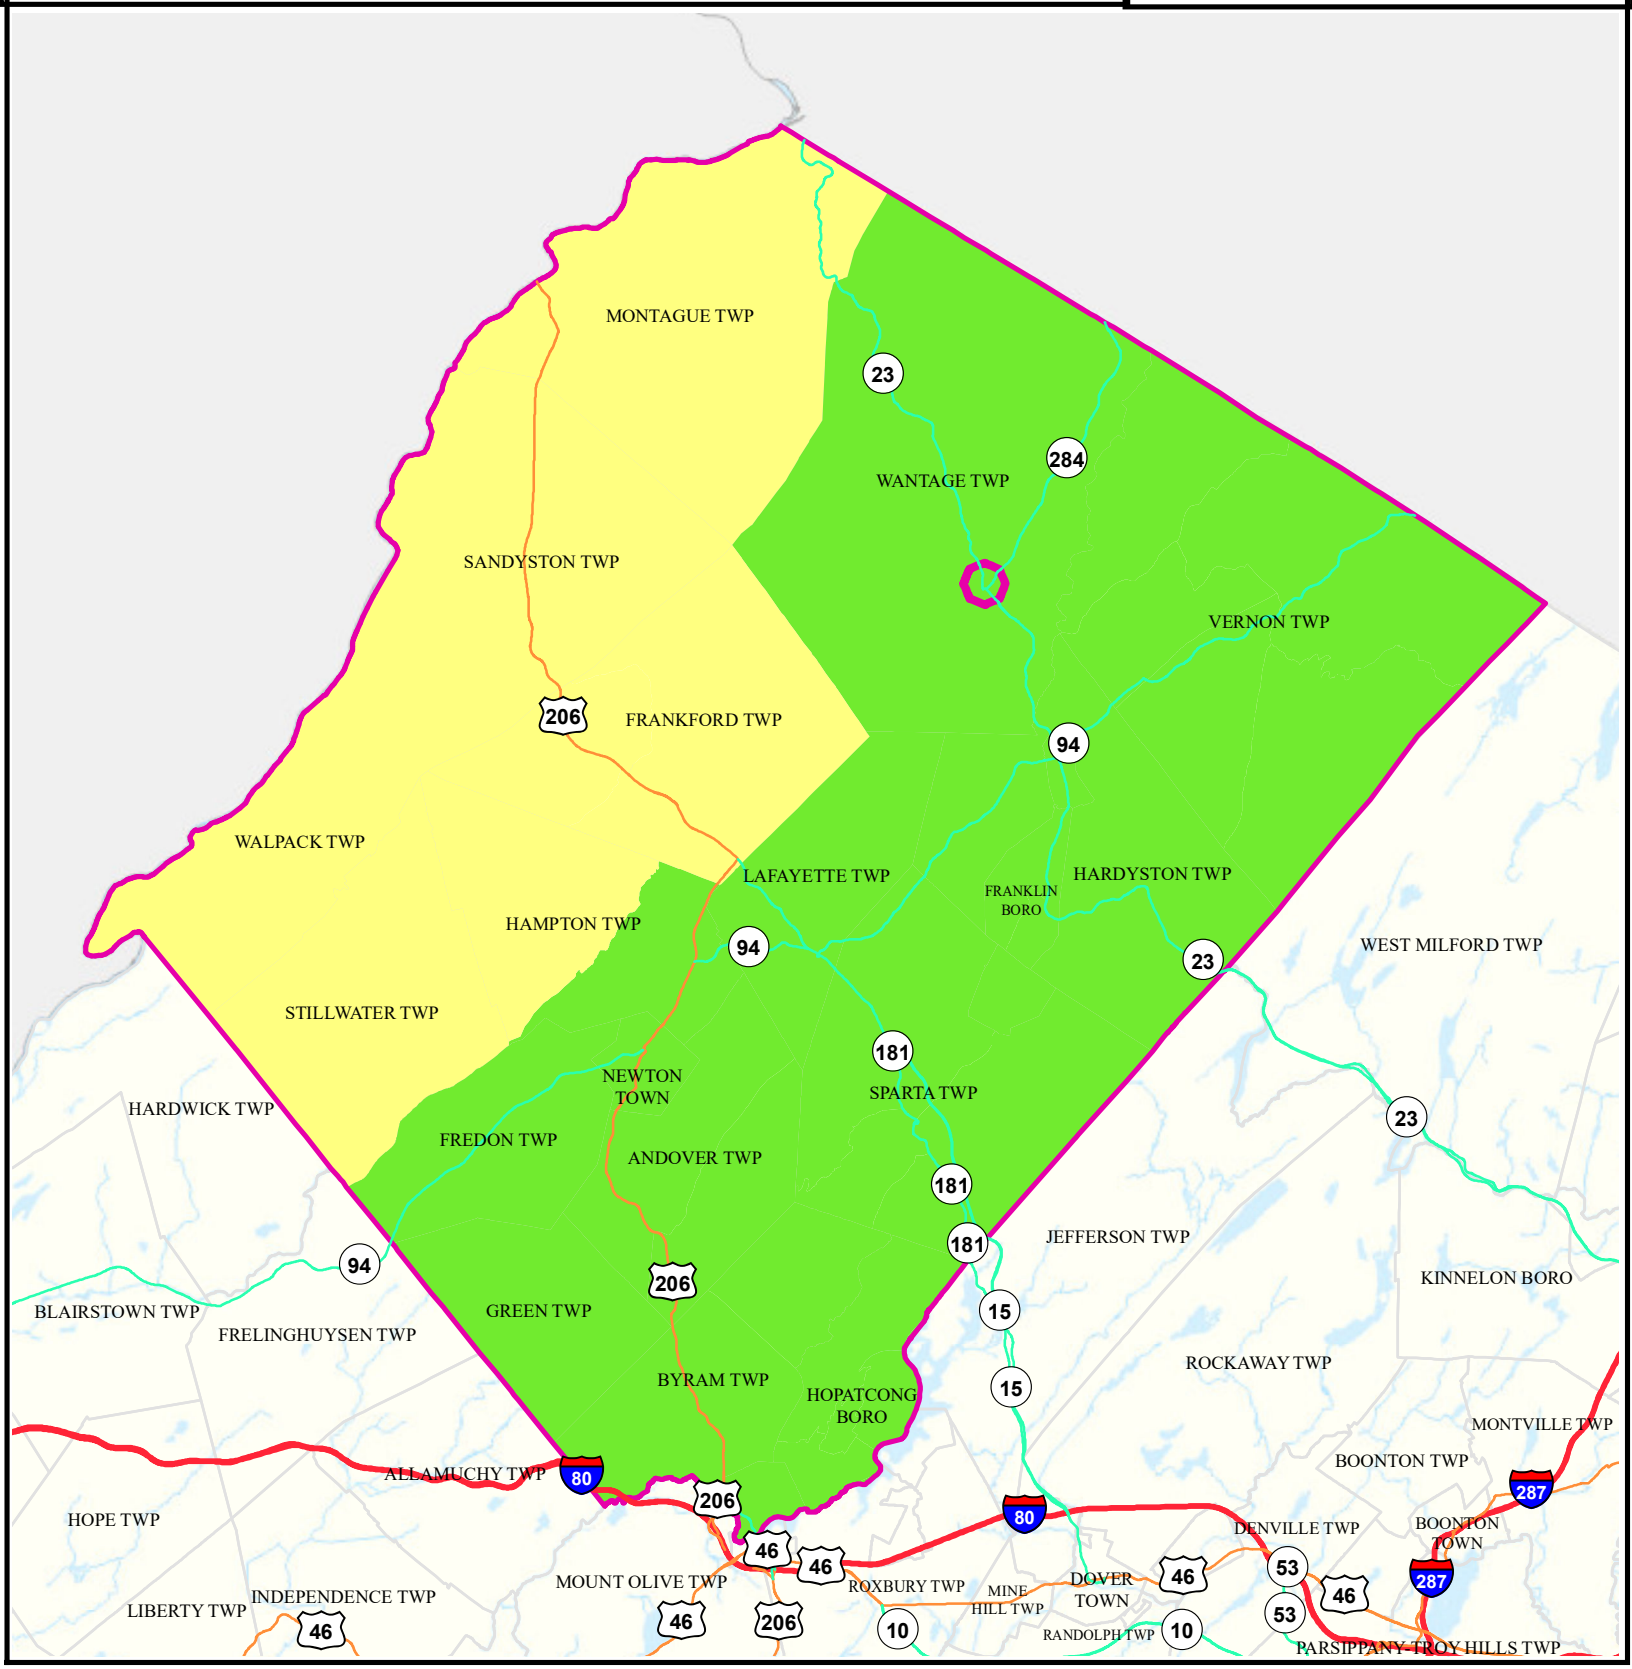 MONTAGUE TWP
23
284
WANTAGE TWP
SANDYSTON TWP
VERNON TWP
206
FRANKFORD TWP
94
WALPACK TWP
LAFAYETTE TWP
HARDYSTON TWP
FRANKLIN
BORO
HAMPTON TWP
94
WEST MILFORD TWP
23
STILLWATER TWP
181
NEWTON
TOWN
SPARTA TWP
HARDWICK TWP
23
FREDON TWP
ANDOVER TWP
181
JEFFERSON TWP
181
94
KINNELON BORO
206
BLAIRSTOWN TWP
GREEN TWP
15
FRELINGHUYSEN TWP
ROCKAWAY TWP
BYRAM TWP
15
HOPATCONG
BORO
MONTVILLE TWP
BOONTON TWP
ALLAMUCHY TWP
80
287
206
80
HOPE TWP
DENVILLE TWP
BOONTON
TOWN
46
46
53
46
287
MOUNT OLIVE TWP
ROXBURY TWP
MINE
HILL TWP
DOVER
TOWN
46
INDEPENDENCE TWP
LIBERTY TWP
46
46
206
10
53
RANDOLPH TWP
10
PARSIPPANY-TROY HILLS TWP